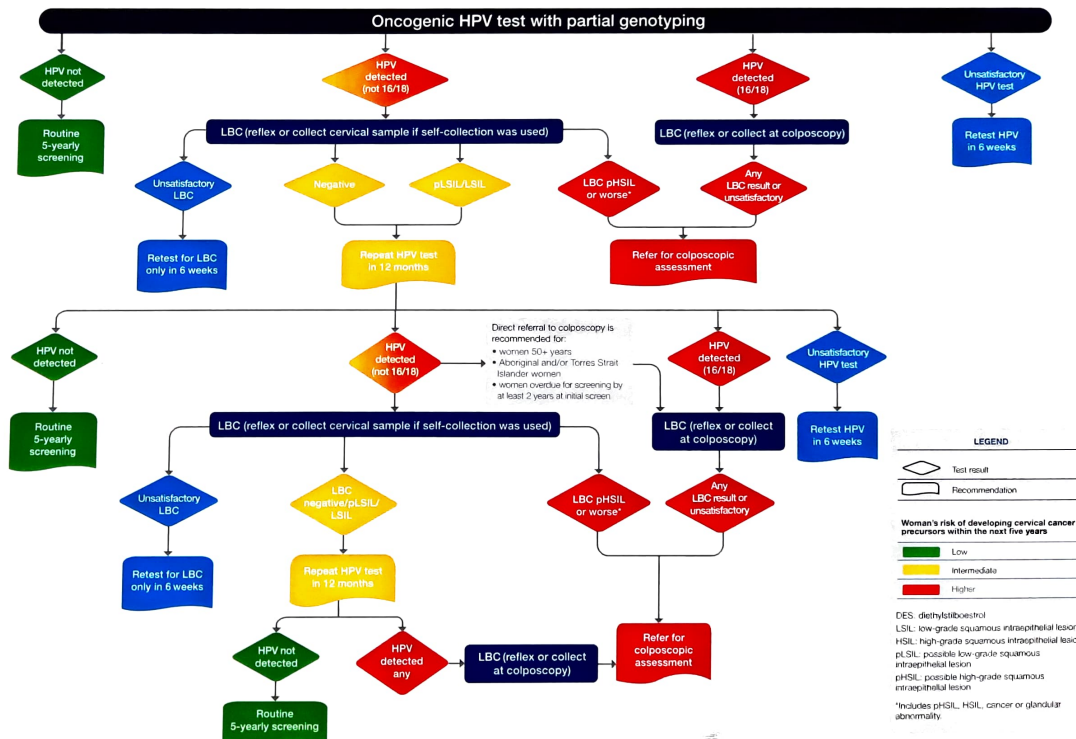 Oncogenic HPV test with partial genotyping
HPV not
detected
HPV
detected
(not 16/18)
HPV
detected
(16/18)
Unsatisfactory
HPV test
Routine
5-yearly
screening
LBC (reflex or collect cervical sample if self-collection was used)
LBC (reflex or collect at colposcopy)
Retest HPV
in 6 weeks
Unsatisfactory
LBC
Negative
pLSIL/LSIL
LBC pHSIL
or worse*
Any
LBC result or
unsatisfactory
Retest for LBC
only in 6 weeks
Repeat HPV test
in 12 months
Refer for colposcopic
assessment
HPV not
detected
HPV
detected
(not 16/18)
Direct referral to colposcopy is
recommended for:
• women 50+ years
• Aboriginal and/or Torres Strait
Islander women
• women overdue for screening by
at least 2 years at initial screen
HPV
detected
(16/18)
Unsatisfactory
HPV test
Routine
5-yearly
screening
LBC (reflex or collect cervical sample if self-collection was used)
LBC (reflex or collect
at colposcopy)
Retest HPV
in 6 weeks
Unsatisfactory
LBC
LBC
negative/pLSIL/
LSIL
LBC pHSIL
or worse*
Any
LBC result or
unsatisfactory
Retest for LBC
only in 6 weeks
Repeat HPV test
in 12 months
HPV not
detected
HPV
detected
any
LBC (reflex or collect
at colposcopy)
Refer for
colposcopic
assessment
Routine
5-yearly screening
LEGEND
Test result
Recommendation
Woman's risk of developing cervical cancer
precursors within the next five years
Low
Intermediate
Higher
DES: diethylstilboestrol
LSIL: low-grade squamous intraepithelial lesion
HSIL: high-grade squamous intraepithelial
pLSIL: possible low-grade squamous
intraepithelial lesion
pHSIL: possible high-grade squamous
intraepithelial lesion
*Includes pHSIL, HSIL, cancer or glandular
abnormality.